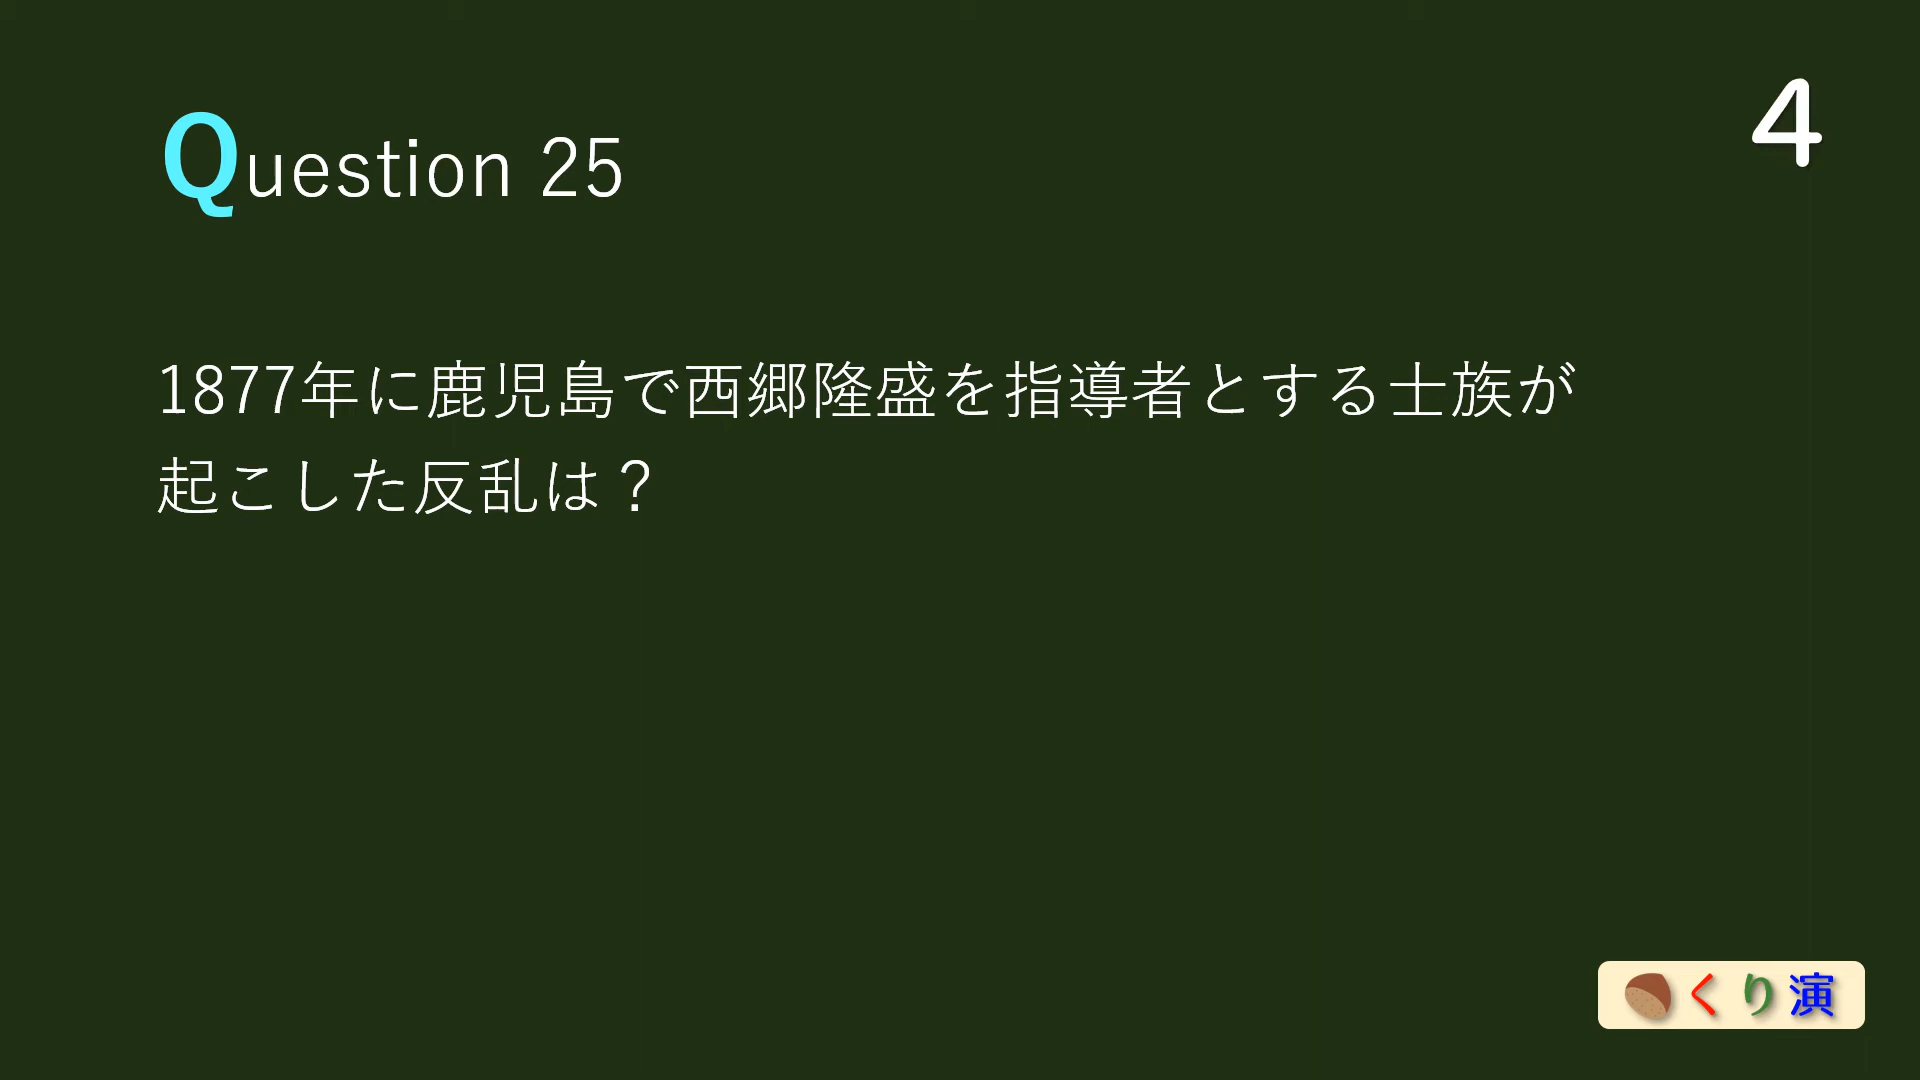 Question 25
4
1877年に鹿児島で西郷隆盛を指導者とする士族が
起こした反乱は？
くり演